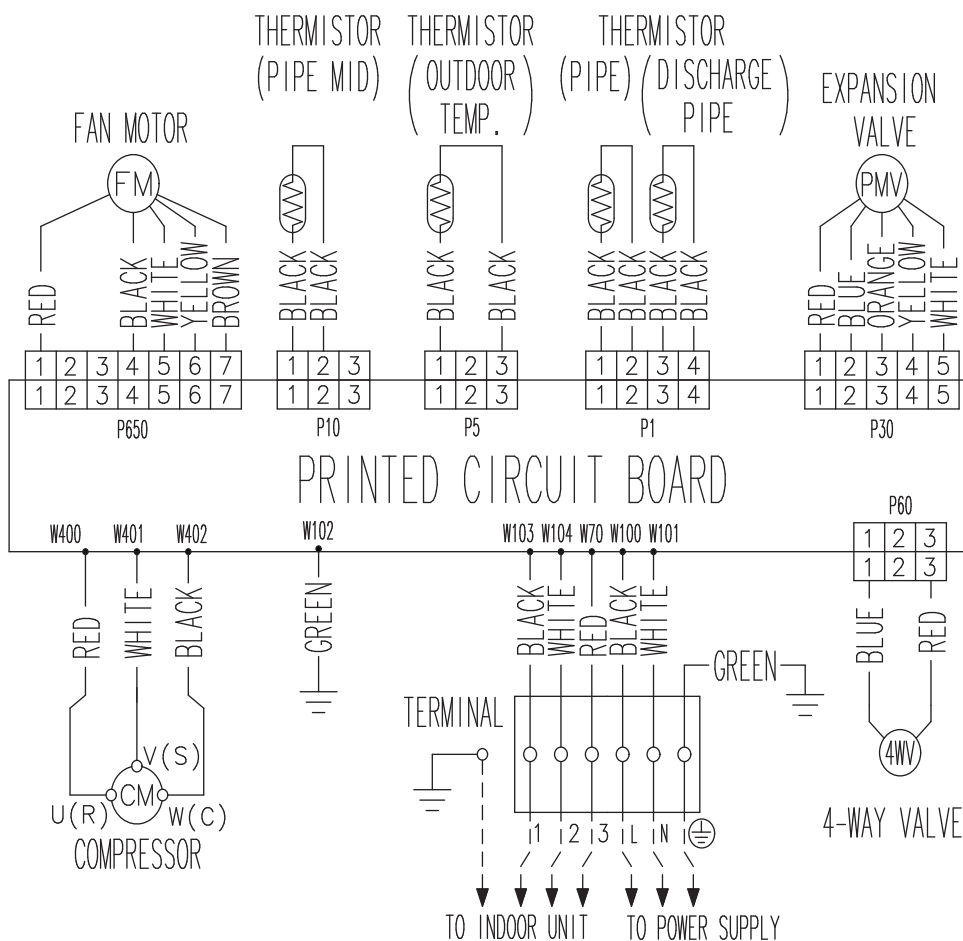 THERMISTOR THERMISTOR THERMISTOR
(PIPE MID) (OUTDOOR TEMP.) (PIPE) (DISCHARGE PIPE)
EXPANSION
VALVE
FAN MOTOR
FM
PMV
RED BLACK WHITE YELLOW BROWN
BLACK BLACK
BLACK BLACK
BLACK BLACK BLACK BLACK
RED BLUE ORANGE YELLOW WHITE
1 2 3 4 5 6 7 1 2 3 1 2 3 1 2 3 4 1 2 3 4 5
1 2 3 4 5 6 7 1 2 3 1 2 3 1 2 3 4 1 2 3 4 5
P650 P10 P5 P1 P30
PRINTED CIRCUIT BOARD
P60
W400 W401 W402 W102 W103 W104 W70 W100 W101
1 2 3
1 2 3
RED WHITE BLACK
GREEN
BLACK WHITE RED BLACK WHITE
BLUE RED
GREEN
TERMINAL
V(S)
CM
U(R) W(C)
COMPRESSOR
4WV
4-WAY VALVE
1 2 3 L N
TO INDOOR UNIT TO POWER SUPPLY